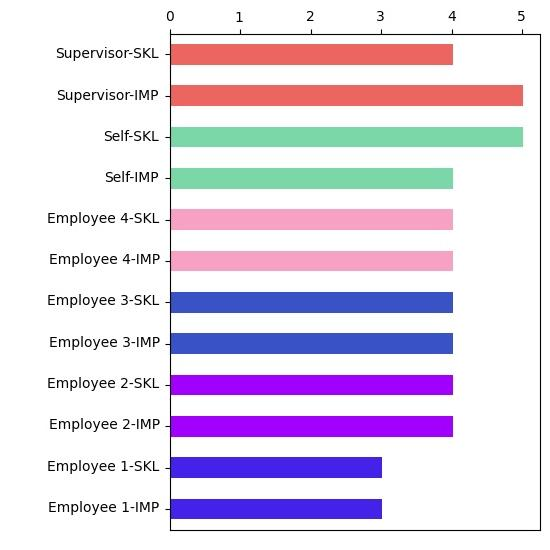 0 1 2 3 4 5
Supervisor-SKL
Supervisor-IMP
Self-SKL
Self-IMP
Employee 4-SKL
Employee 4-IMP
Employee 3-SKL
Employee 3-IMP
Employee 2-SKL
Employee 2-IMP
Employee 1-SKL
Employee 1-IMP